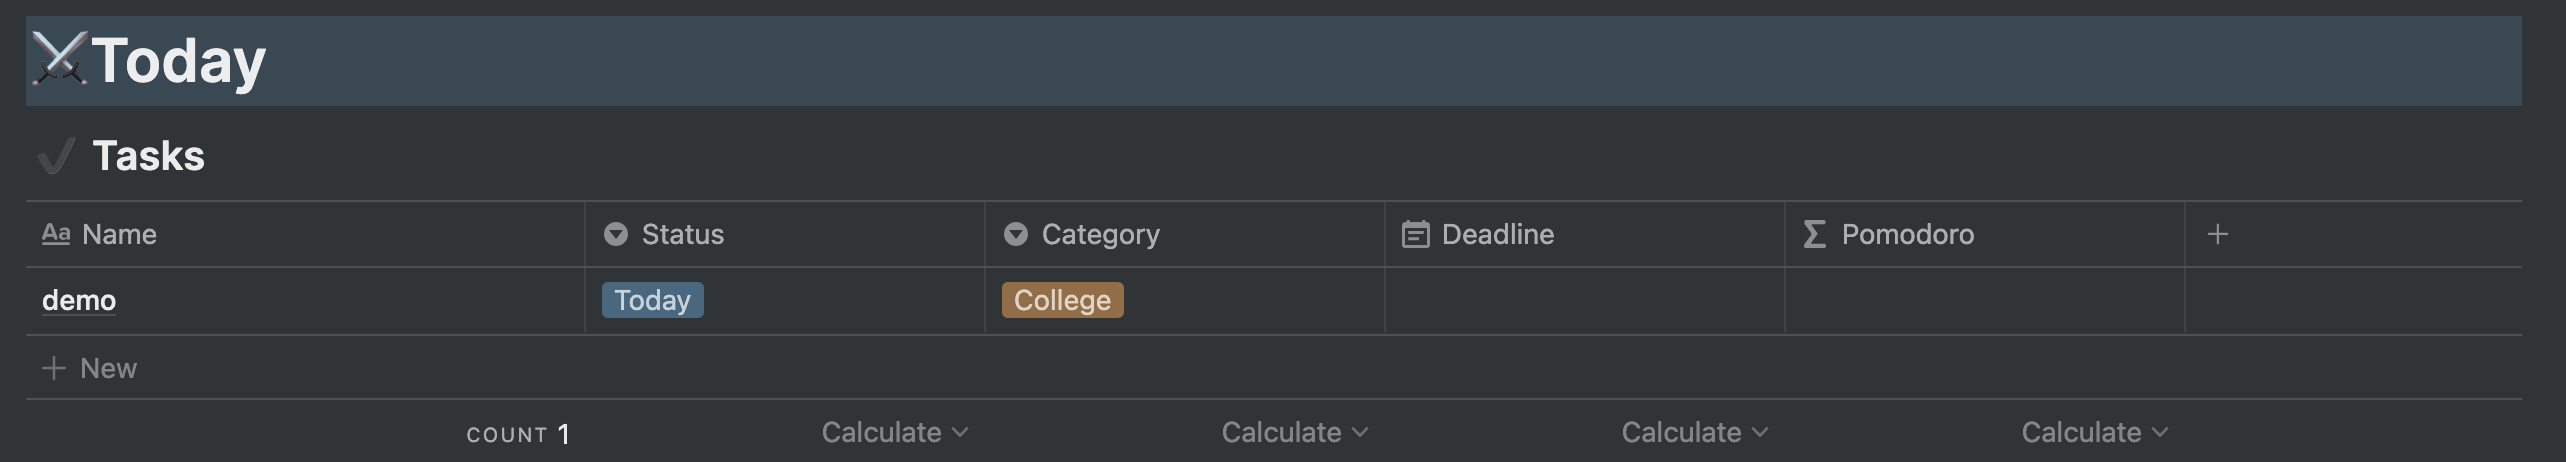 ⚔️Today
✔️ Tasks
Aa Name Status Category Deadline Σ Pomodoro +
demo Today College
+ New
COUNT 1 Calculate Calculate Calculate Calculate